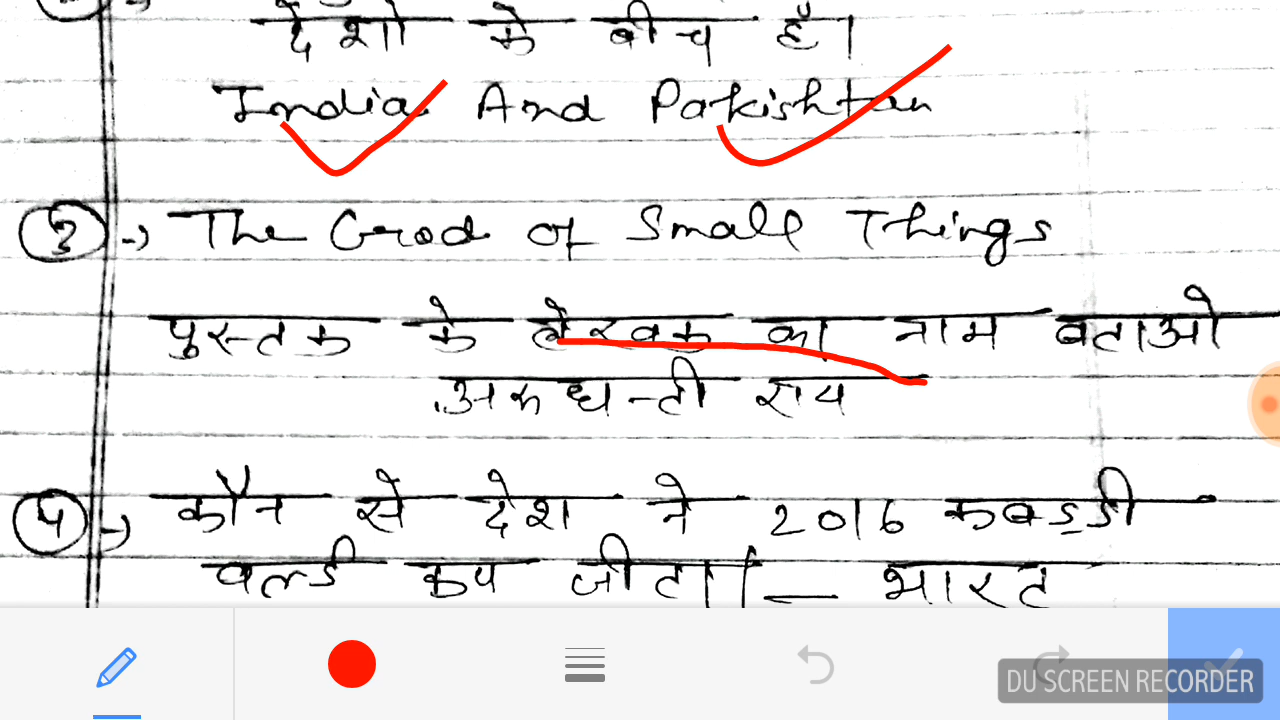 देशो के बीच है।
India And Pakishtan
3 -) The God of Small Things
पुस्तक के लेखक का नाम बताओ
अरुधन्ती राय
4 -) कौन से देश ने 2016 कबड्डी
वर्ल्ड कप जीता। — भारत
DU SCREEN RECORDER